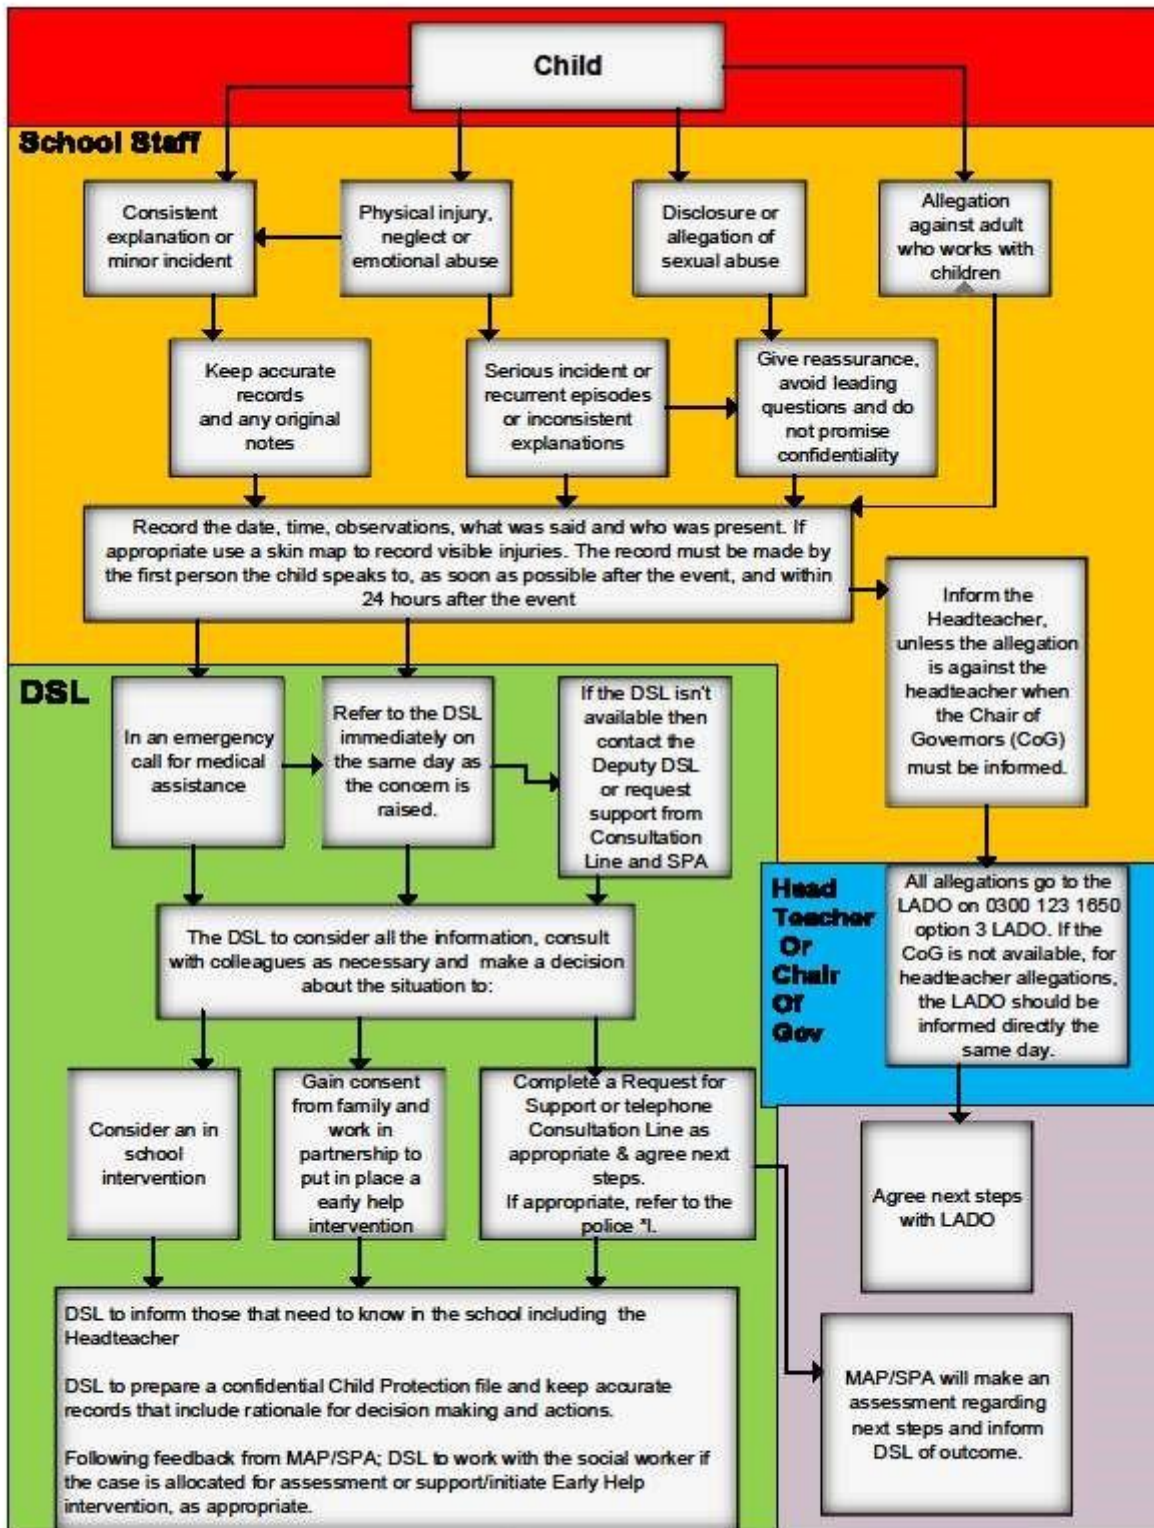 Child
School Staff
Consistent
explanation or
minor incident
Physical injury,
neglect or
emotional abuse
Disclosure or
allegation of
sexual abuse
Allegation
against adult
who works with
children
Keep accurate
records
and any original
notes
Serious incident or
recurrent episodes
or inconsistent
explanations
Give reassurance,
avoid leading
questions and do
not promise
confidentiality
Record the date, time, observations, what was said and who was present. If
appropriate use a skin map to record visible injuries. The record must be made by
the first person the child speaks to, as soon as possible after the event, and within
24 hours after the event
Inform the
Headteacher,
unless the allegation
is against the
headteacher when
the Chair of
Governors (CoG)
must be informed.
DSL
In an emergency
call for medical
assistance
Refer to the DSL
immediately on
the same day as
the concern is
raised.
If the DSL isn't
available then
contact the
Deputy DSL
or request
support from
Consultation
Line and SPA
Head
Teacher
Or
Chair
Of
Gov
All allegations go to the
LADO on 0300 123 1650
option 3 LADO. If the
CoG is not available, for
headteacher allegations,
the LADO should be
informed directly the
same day.
The DSL to consider all the information, consult
with colleagues as necessary and make a decision
about the situation to:
Consider an in
school
intervention
Gain consent
from family and
work in
partnership to
put in place a
early help
intervention
Complete a Request for
Support or telephone
Consultation Line as
appropriate & agree next
steps.
If appropriate, refer to the
police *I.
Agree next steps
with LADO
DSL to inform those that need to know in the school including the
Headteacher
DSL to prepare a confidential Child Protection file and keep accurate
records that include rationale for decision making and actions.
Following feedback from MAP/SPA; DSL to work with the social worker if
the case is allocated for assessment or support/initiate Early Help
intervention, as appropriate.
MAP/SPA will make an
assessment regarding
next steps and inform
DSL of outcome.